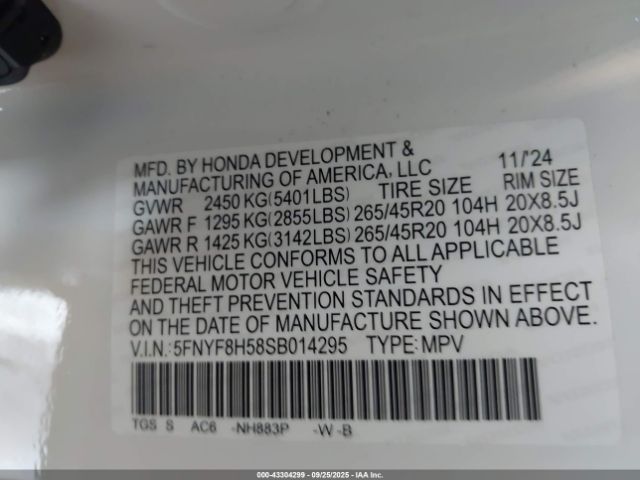 MFD. BY HONDA DEVELOPMENT & 11/'24
MANUFACTURING OF AMERICA, LLC
GVWR 2450 KG(5401LBS) TIRE SIZE RIM SIZE
GAWR F 1295 KG(2855LBS) 265/45R20 104H 20X8.5J
GAWR R 1425 KG(3142LBS) 265/45R20 104H 20X8.5J
THIS VEHICLE CONFORMS TO ALL APPLICABLE
FEDERAL MOTOR VEHICLE SAFETY
AND THEFT PREVENTION STANDARDS IN EFFECT
ON THE DATE OF MANUFACTURE SHOWN ABOVE.
V.I.N.: 5FNYF8H58SB014295 TYPE: MPV
TGS S AC6 -NH883P -W -B
000-43304299 - 09/25/2025 - IAAI Inc.